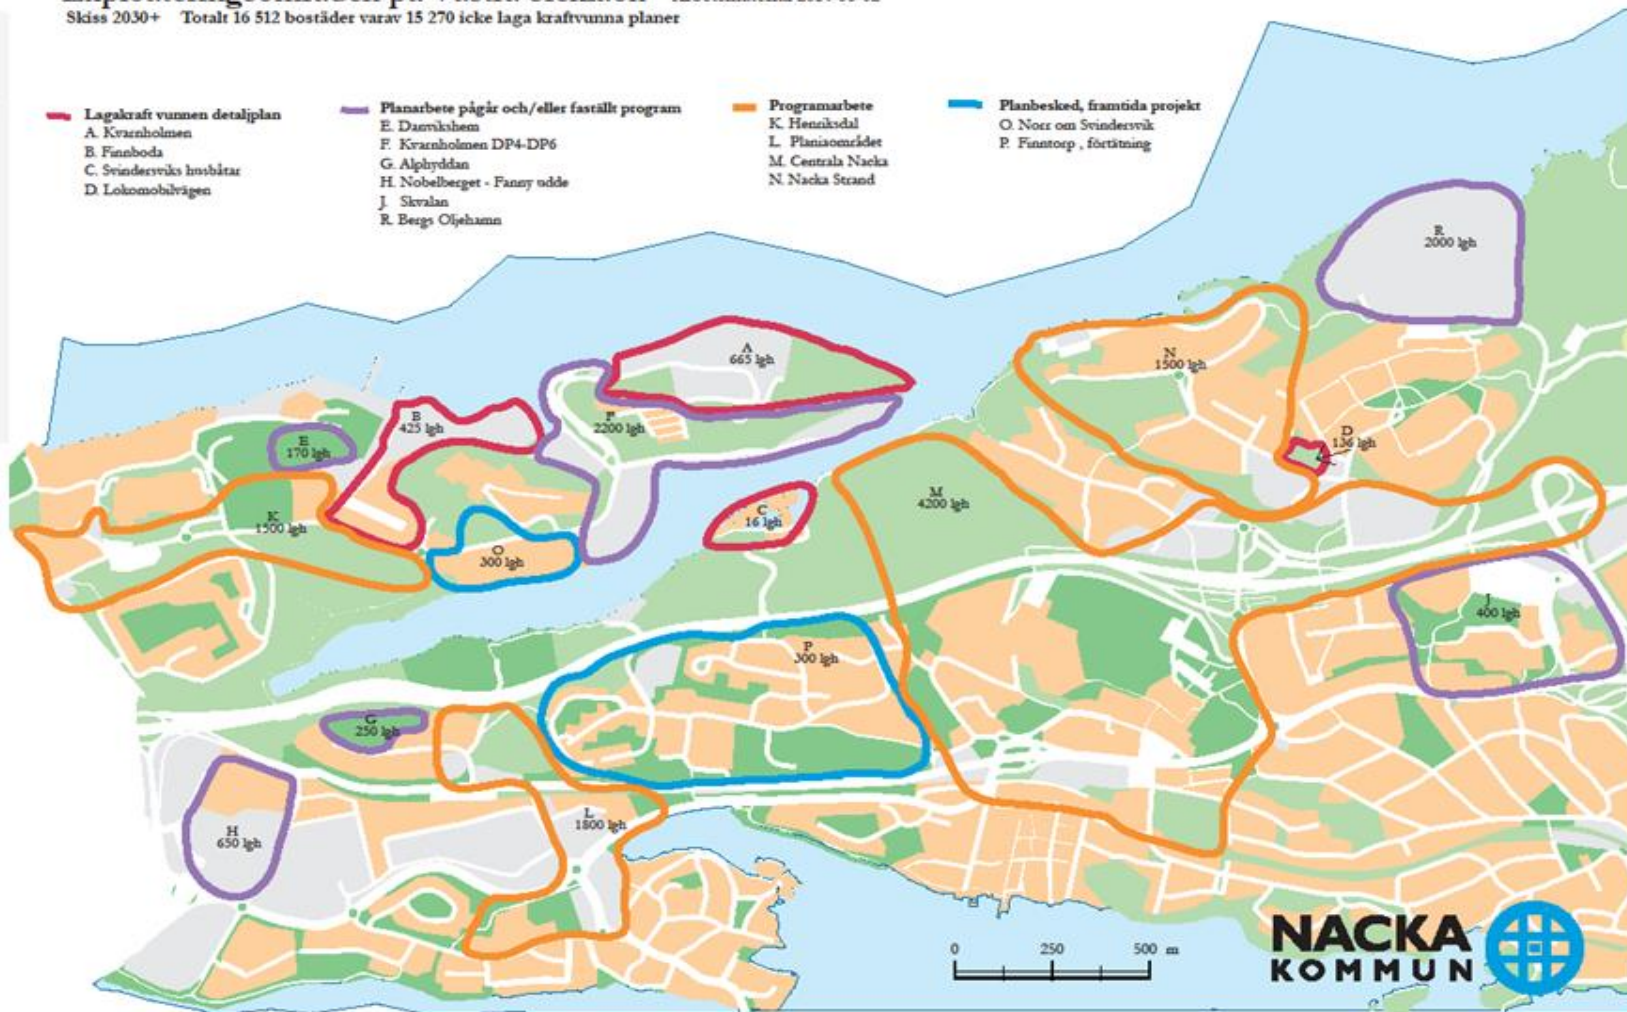 Skiss 2030+ Totalt 16 512 bostäder varav 15 270 icke laga kraftvunna planer
Lagakraft vunnen detaljplan
A. Kvarnholmen
B. Finnboda
C. Svindersviks husbåtar
D. Lokomobilvägen
Planarbete pågår och/eller fastställt program
E. Danvikshem
F. Kvarnholmen DP4-DP6
G. Alphyddan
H. Nobelberget - Fanny udde
J. Skvalan
R. Bergs Oljehamn
Programarbete
K. Henriksdal
L. Planiaområdet
M. Centrala Nacka
N. Nacka Strand
Planbesked, framtida projekt
O. Norr om Svindersvik
P. Finntorp , förtätning
R
2000 lgh
A
665 lgh
N
1500 lgh
B
425 lgh
F
2200 lgh
D
136 lgh
E
170 lgh
M
4200 lgh
C
16 lgh
K
1500 lgh
O
300 lgh
J
400 lgh
P
300 lgh
G
250 lgh
L
1800 lgh
H
650 lgh
0 250 500 m
NACKA
KOMMUN